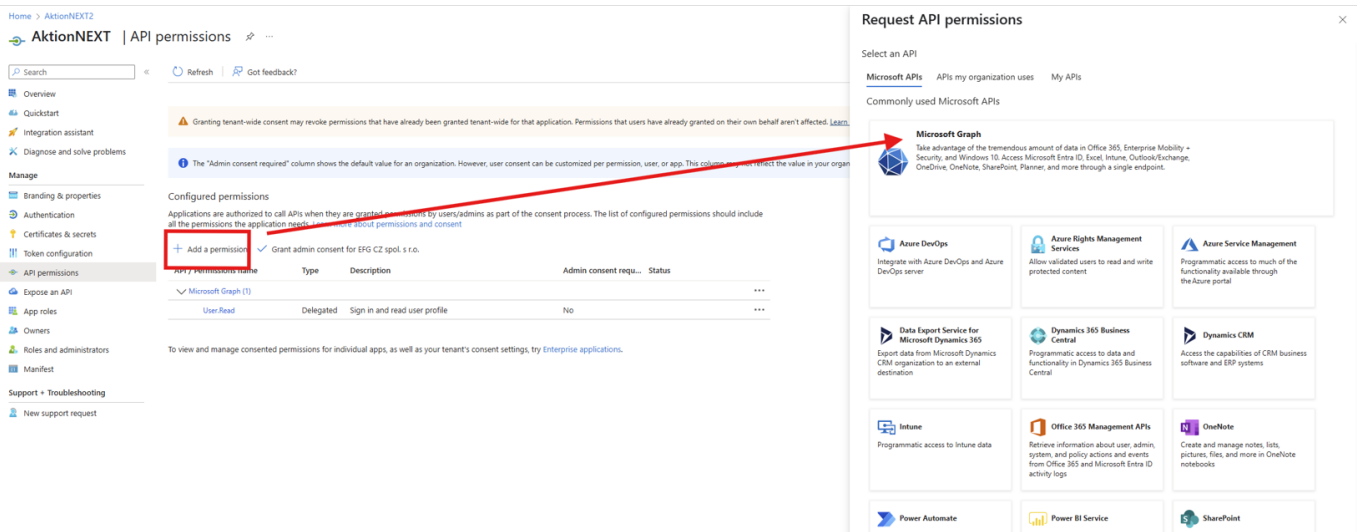 Home > AktionNEXT2
AktionNEXT | API permissions
Search
Refresh
Got feedback?
Overview
Quickstart
Integration assistant
Diagnose and solve problems
Manage
Branding & properties
Authentication
Certificates & secrets
Token configuration
API permissions
Expose an API
App roles
Owners
Roles and administrators
Manifest
Support + Troubleshooting
New support request
Granting tenant-wide consent may revoke permissions that have already been granted tenant-wide for that application. Permissions that users have already granted on their own behalf aren't affected. Learn
The "Admin consent required" column shows the default value for an organization. However, user consent can be customized per permission, user, or app. This column may not reflect the value in your organ
Configured permissions
Applications are authorized to call APIs when they are granted permissions by users/admins as part of the consent process. The list of configured permissions should include
all the permissions the application needs. Learn more about permissions and consent
Add a permission
Grant admin consent for EFG CZ spol. s r.o.
API / Permissions name Type Description Admin consent requ... Status
Microsoft Graph (1)
User.Read Delegated Sign in and read user profile No
To view and manage consented permissions for individual apps, as well as your tenant's consent settings, try Enterprise applications.
Request API permissions
Select an API
Microsoft APIs APIs my organization uses My APIs
Commonly used Microsoft APIs
Microsoft Graph
Take advantage of the tremendous amount of data in Office 365, Enterprise Mobility +
Security, and Windows 10. Access Microsoft Entra ID, Excel, Intune, Outlook/Exchange,
OneDrive, OneNote, SharePoint, Planner, and more through a single endpoint.
Azure DevOps
Integrate with Azure DevOps and Azure
DevOps server
Azure Rights Management
Services
Allow validated users to read and write
protected content
Azure Service Management
Programmatic access to much of the
functionality available through
the Azure portal
Data Export Service for
Microsoft Dynamics 365
Export data from Microsoft Dynamics
CRM organization to an external
destination
Dynamics 365 Business
Central
Programmatic access to data and
functionality in Dynamics 365 Business
Central
Dynamics CRM
Access the capabilities of CRM business
software and ERP systems
Intune
Programmatic access to Intune data
Office 365 Management APIs
Retrieve information about user, admin,
system, and policy actions and events
from Office 365 and Microsoft Entra ID
activity logs
OneNote
Create and manage notes, lists,
pictures, files, and more in OneNote
notebooks
Power Automate
Power BI Service
SharePoint